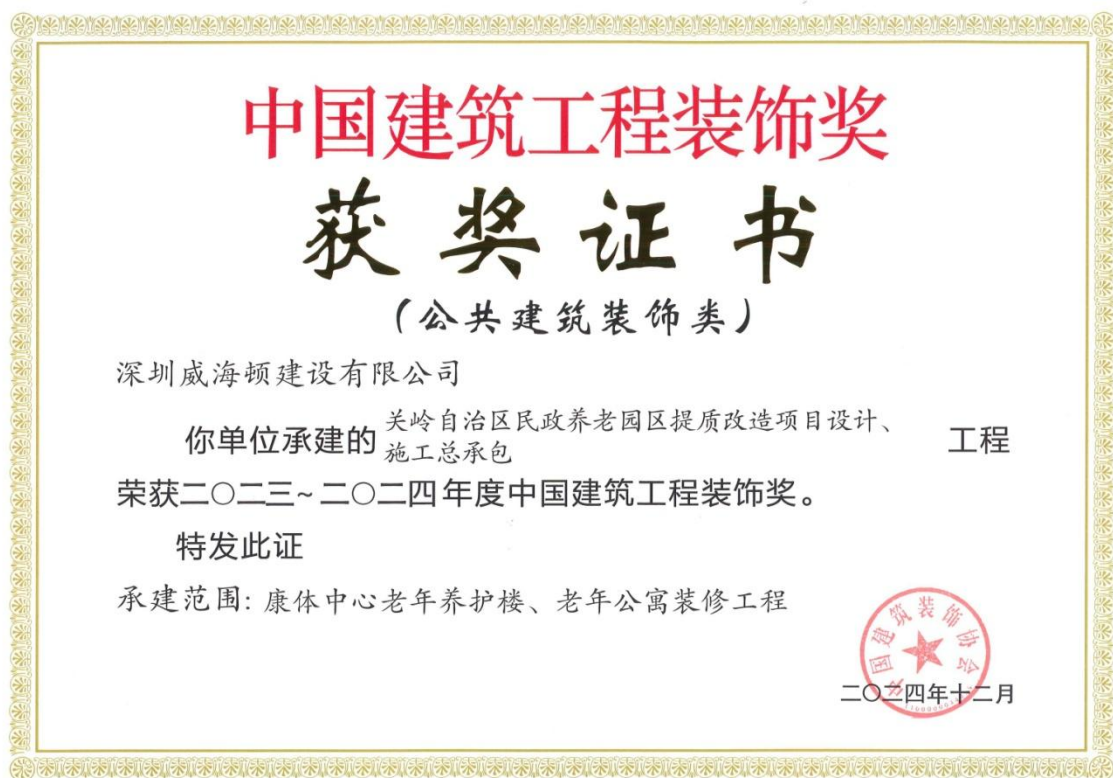 中国建筑工程装饰奖
获奖证书
（公共建筑装饰类）
深圳威海顿建设有限公司
你单位承建的关岭自治区民政养老园区提质改造项目设计、施工总承包 工程
荣获二〇二三~二〇二四年度中国建筑工程装饰奖。
特发此证
承建范围：康体中心老年养护楼、老年公寓装修工程
中国建筑装饰协会
二〇二四年十二月